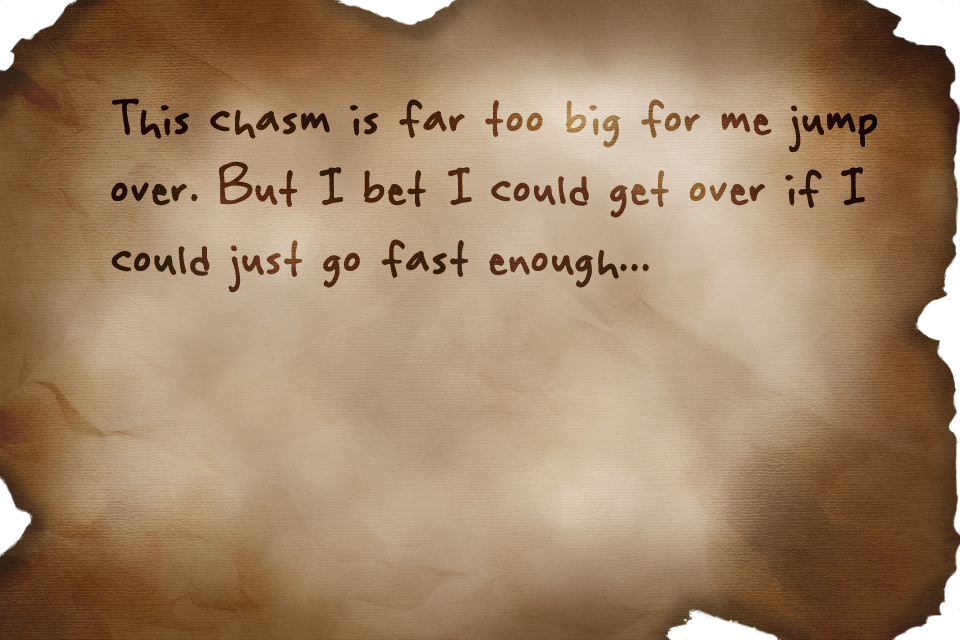 This chasm is far too big for me jump
over. But I bet I could get over if I
could just go fast enough...